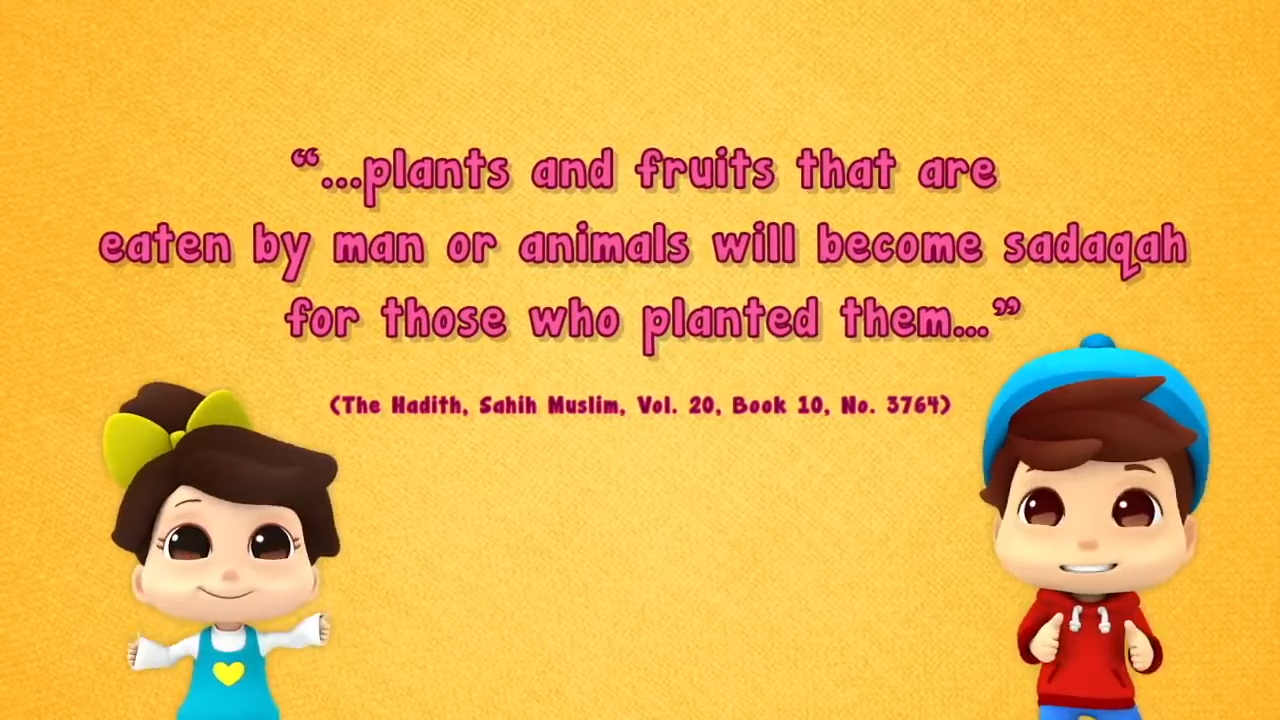 “...plants and fruits that are
eaten by man or animals will become sadaqah
for those who planted them...”
(The Hadith, Sahih Muslim, Vol. 20, Book 10, No. 3764)